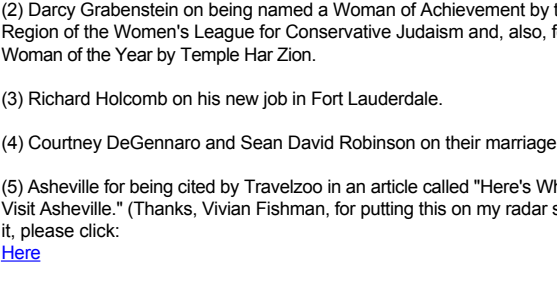 (2) Darcy Grabenstein on being named a Woman of Achievement by
Region of the Women's League for Conservative Judaism and, also,
Woman of the Year by Temple Har Zion.
(3) Richard Holcomb on his new job in Fort Lauderdale.
(4) Courtney DeGennaro and Sean David Robinson on their marriage
(5) Asheville for being cited by Travelzoo in an article called "Here's
Visit Asheville." (Thanks, Vivian Fishman, for putting this on my radar
it, please click:
Here